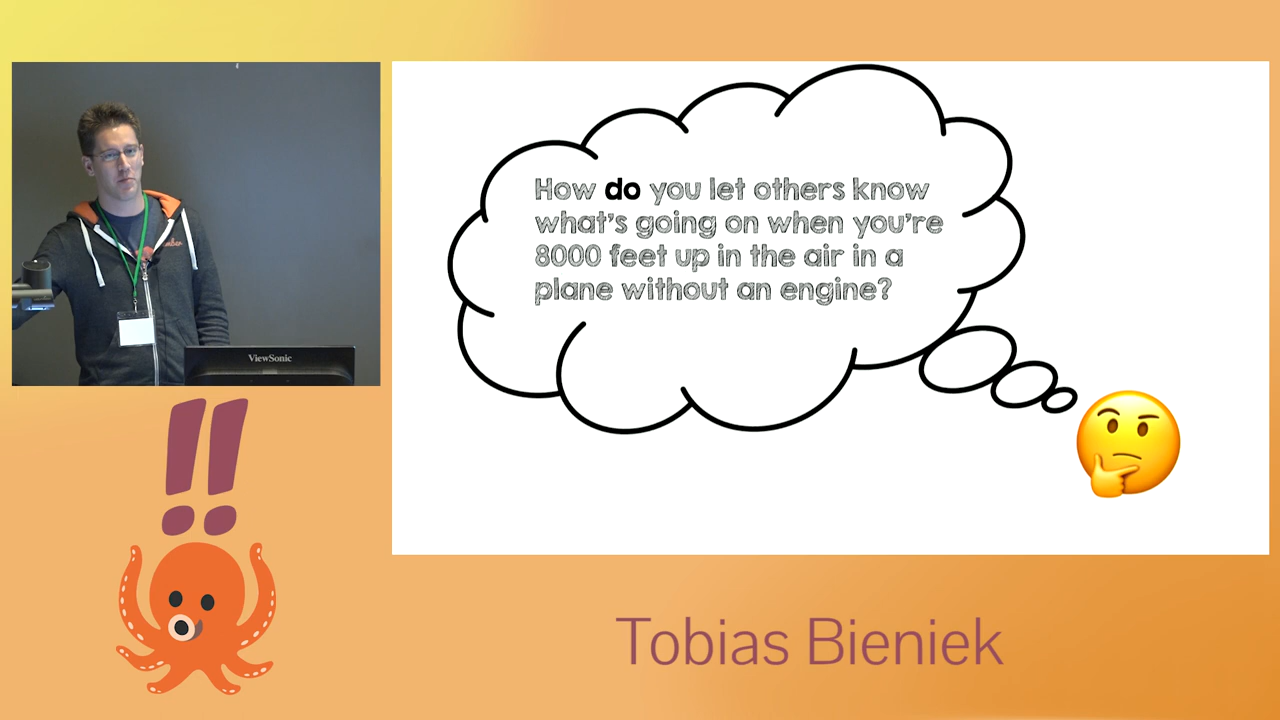 How do you let others know
what's going on when you're
8000 feet up in the air in a
plane without an engine?
ViewSonic
!!
Tobias Bieniek